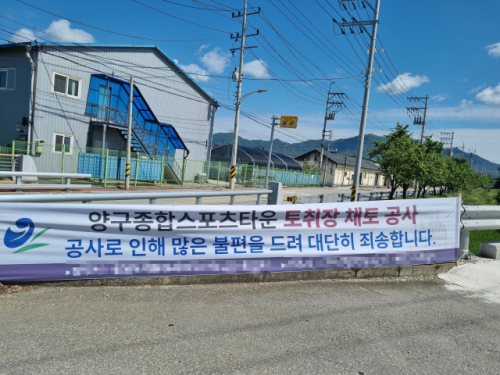 양구종합스포츠타운 토취장 채토 공사
공사로 인해 많은 불편을 드려 대단히 죄송합니다.